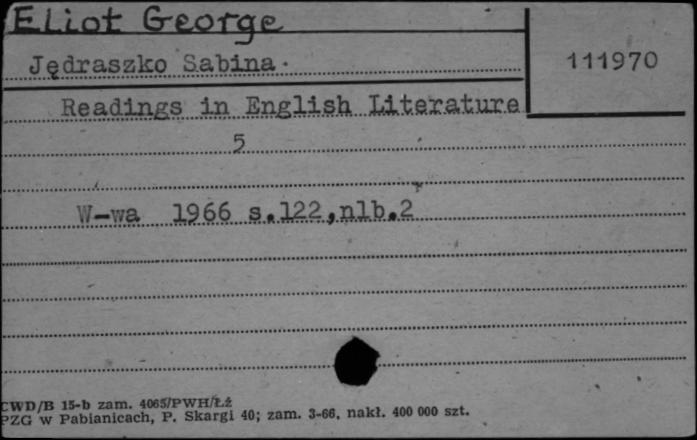 Eliot George
Jędraszko Sabina.
111970
Readings in English Literature
5
W-wa 1966 s.122,nlb.2
CWD/B 15-b zam. 4065/PWH/Łź
PZG w Pabianicach, P. Skargi 40; zam. 3-66, nakł. 400 000 szt.